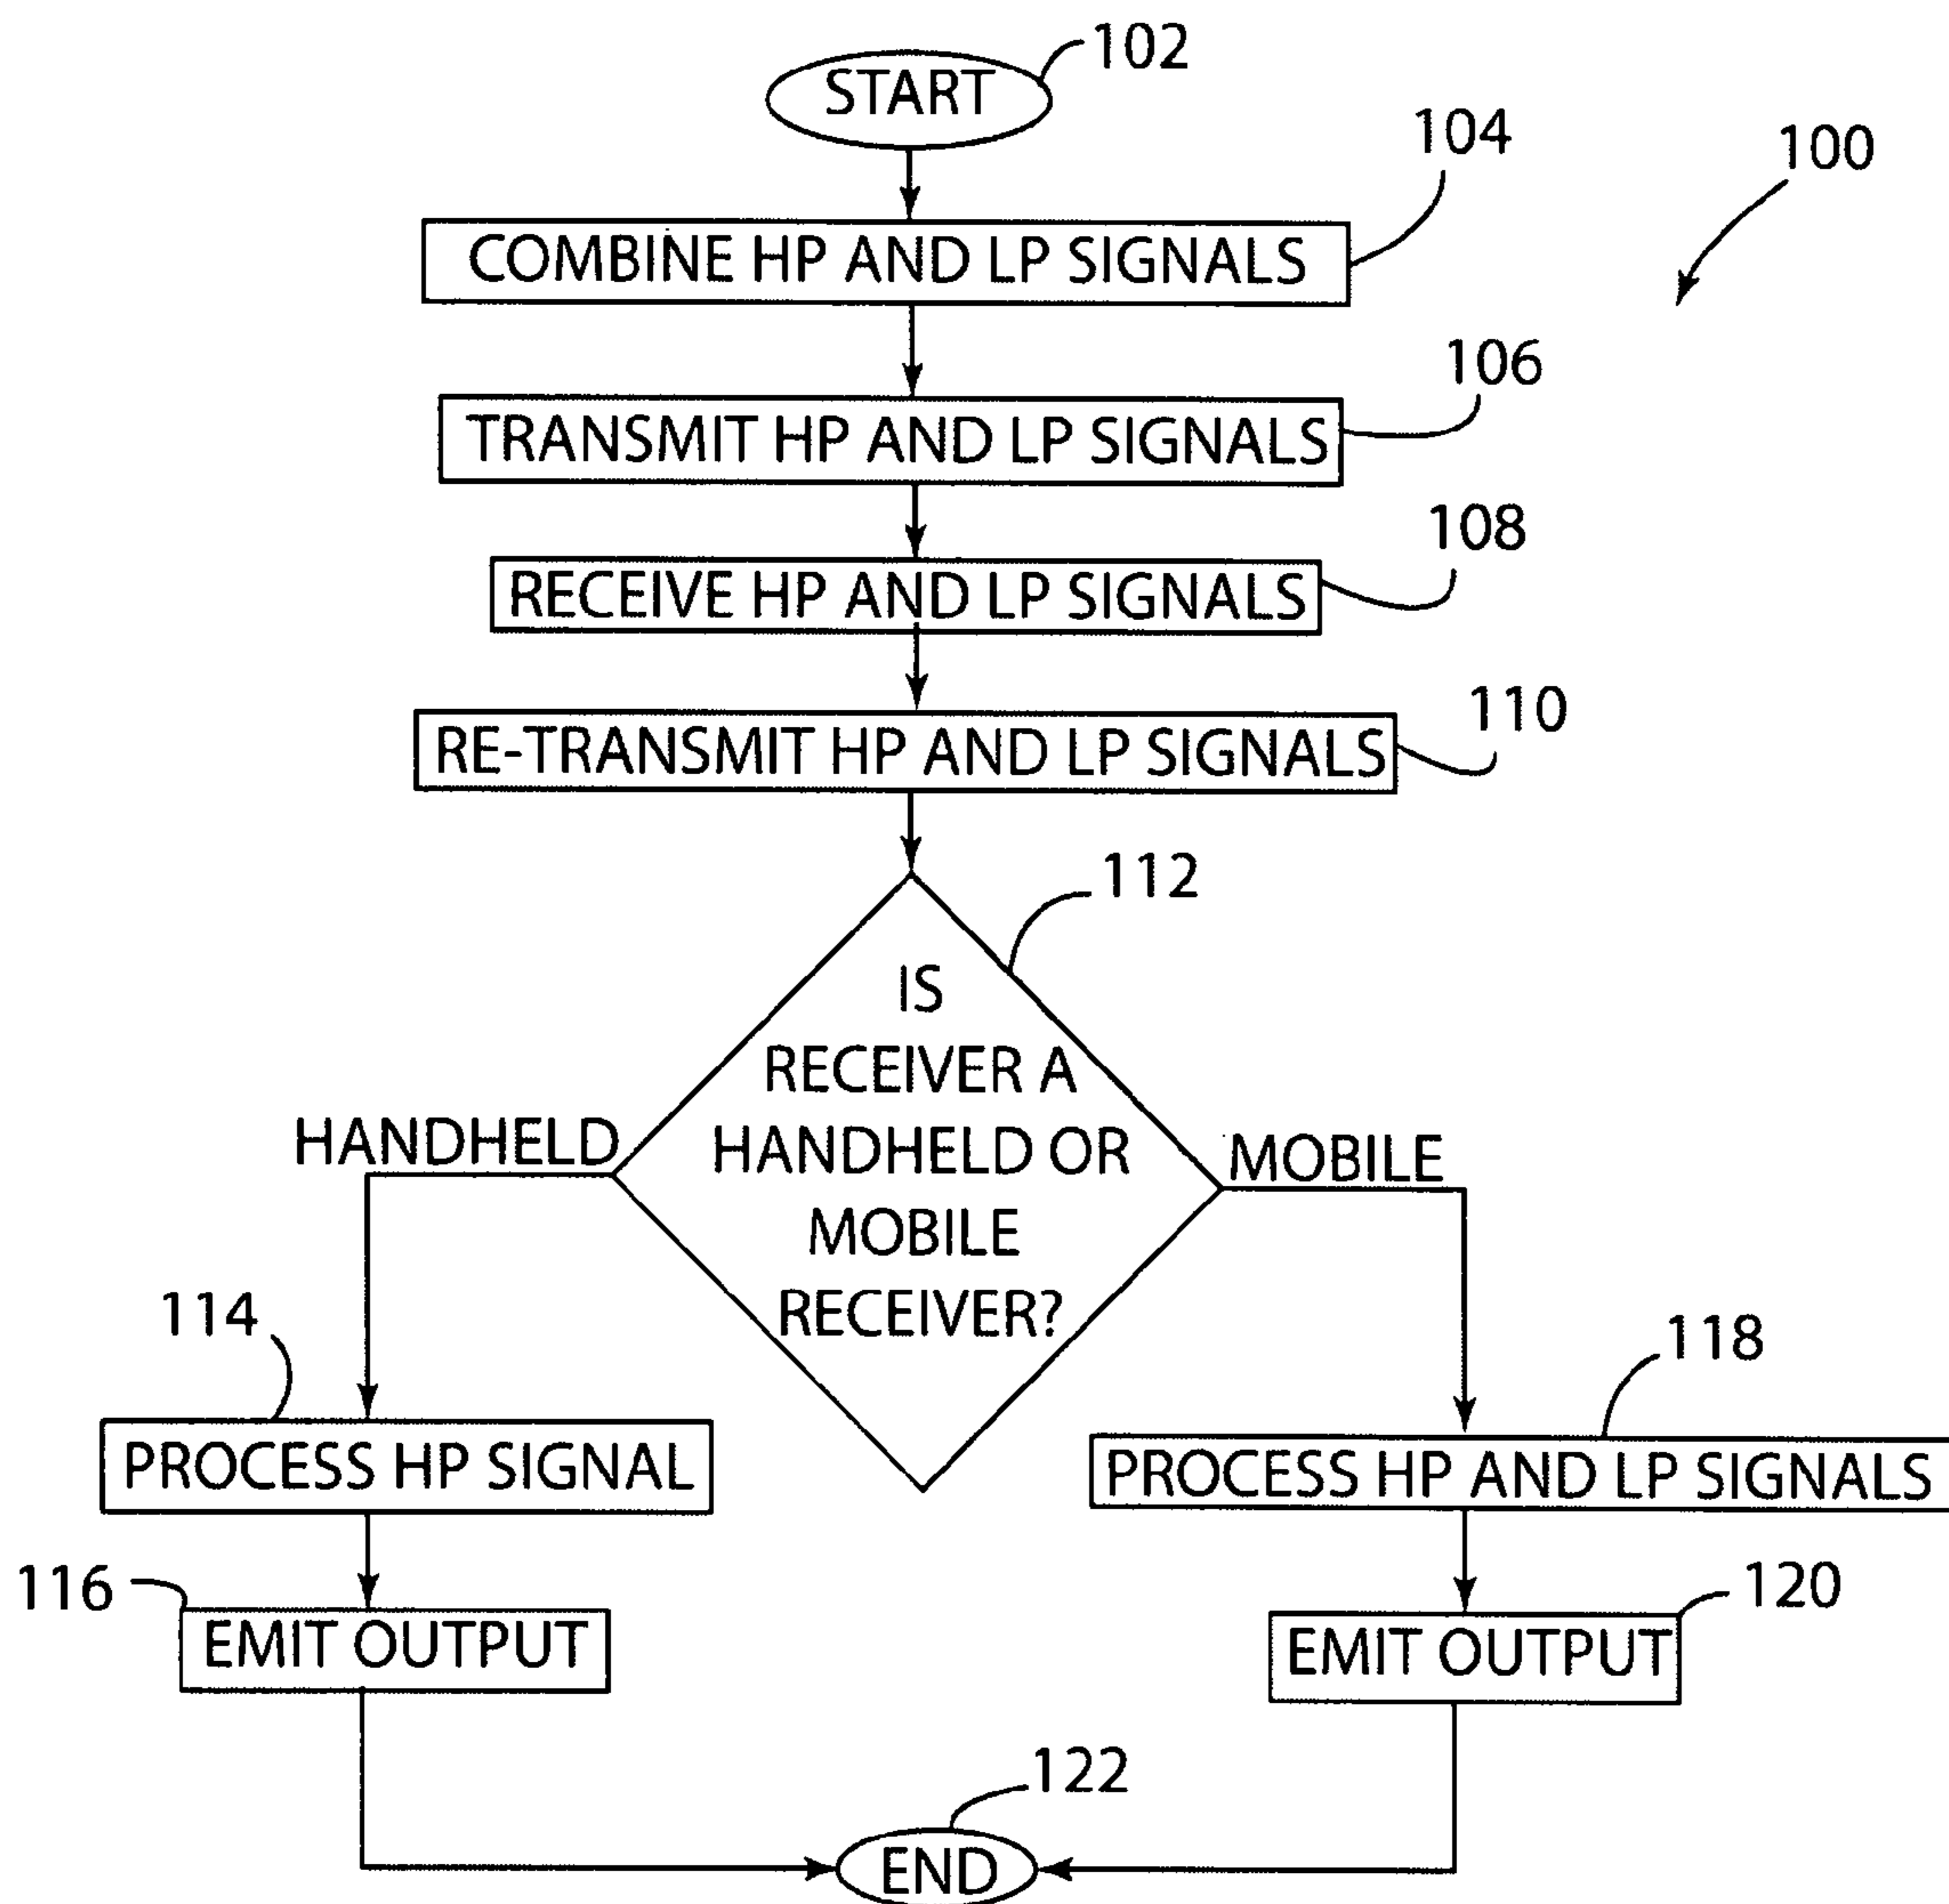 START
102
104
100
COMBINE HP AND LP SIGNALS
106
TRANSMIT HP AND LP SIGNALS
108
RECEIVE HP AND LP SIGNALS
110
RE-TRANSMIT HP AND LP SIGNALS
112
IS
RECEIVER A
HANDHELD OR
MOBILE
RECEIVER?
HANDHELD
MOBILE
114
118
PROCESS HP SIGNAL
PROCESS HP AND LP SIGNALS
116
120
EMIT OUTPUT
EMIT OUTPUT
122
END